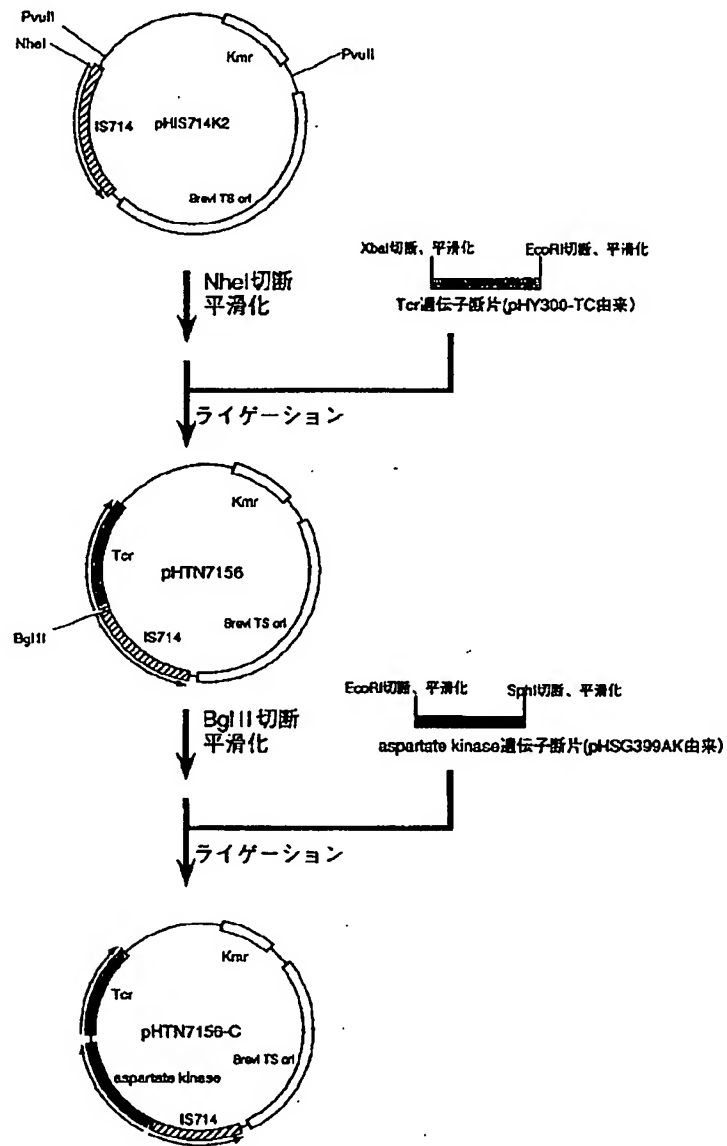 PvuII
NheI
Kmr
PvuII
IS714
pHIS714K2
BrevI TS ori
NheI切断
平滑化
XbaI切断、平滑化
EcoRI切断、平滑化
Tcr遺伝子断片(pHY300-TC由来)
ライゲーション
Kmr
Tcr
pHTN7156
BglII
IS714
BrevI TS ori
BglII切断
平滑化
EcoRI切断、平滑化
SphI切断、平滑化
aspartate kinase遺伝子断片(pHSG399AK由来)
ライゲーション
Kmr
Tcr
pHTN7156-C
BrevI TS ori
aspartate kinase
IS714